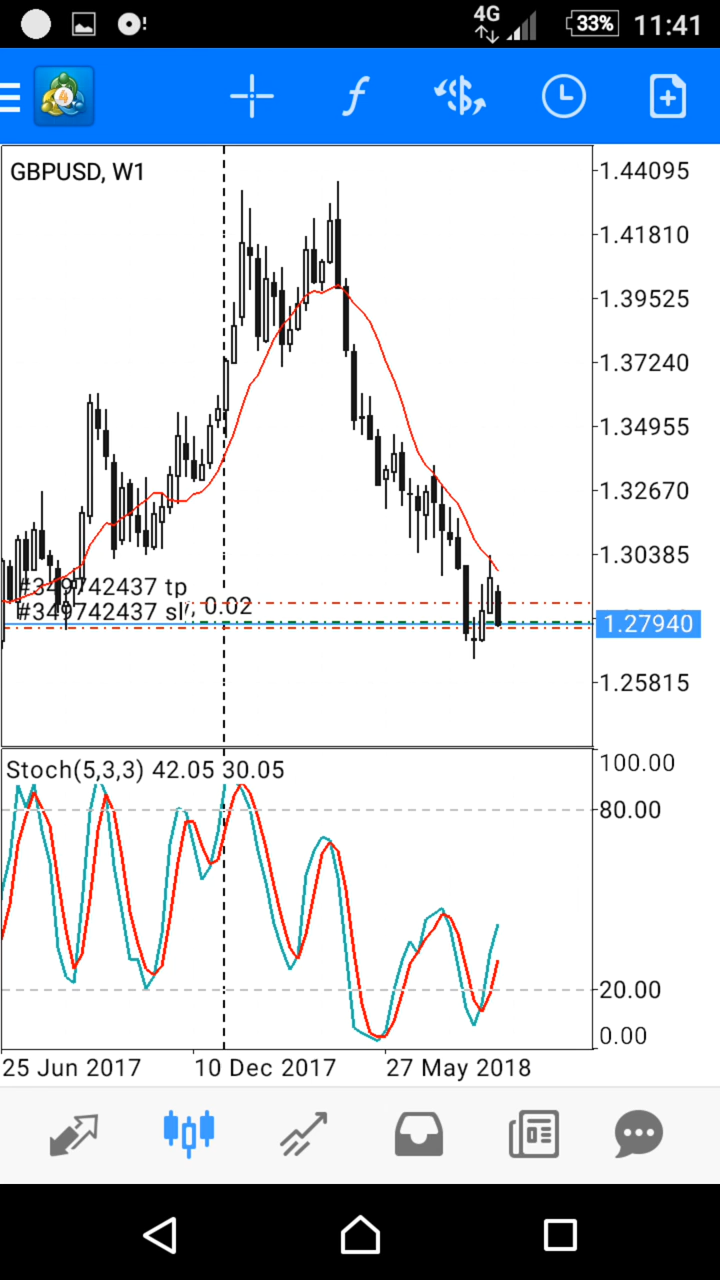 4G 33% 11:41
GBPUSD, W1
1.44095
1.41810
1.39525
1.37240
1.34955
1.32670
1.30385
#349742437 tp
#349742437 sl
0.02
1.27940
1.25815
Stoch(5,3,3) 42.05 30.05
100.00
80.00
20.00
0.00
25 Jun 2017 10 Dec 2017 27 May 2018